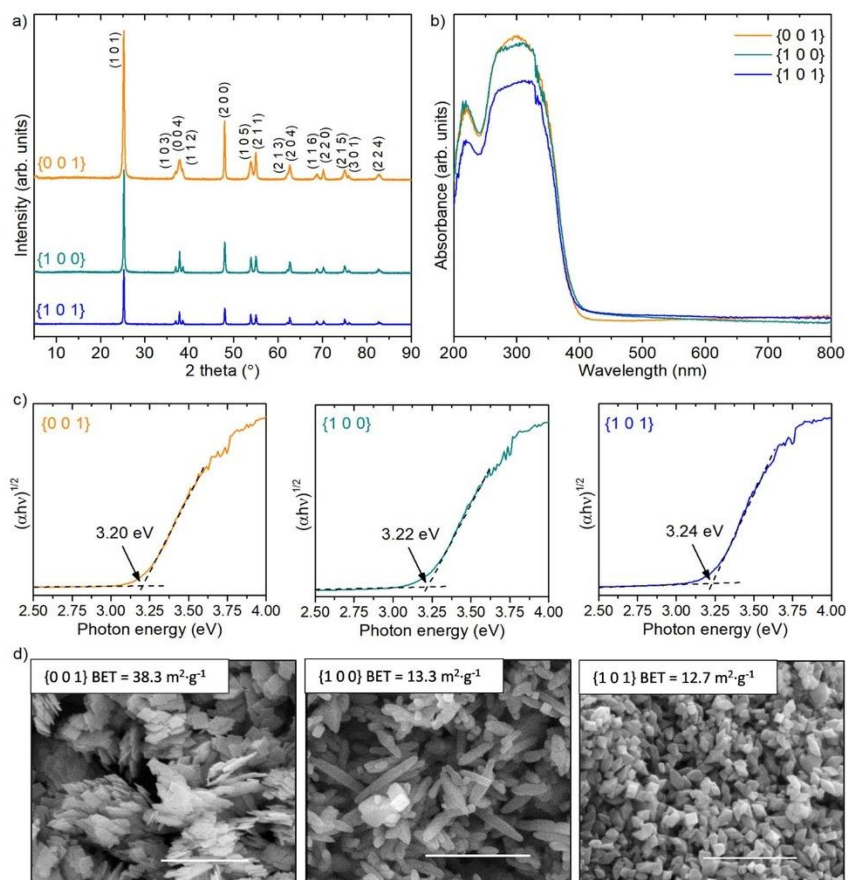 a)
Intensity (arb. units)
(1 0 1)
(1 0 3)
(0 0 4)
(1 1 2)
(2 0 0)
(1 0 5)
(2 1 1)
(2 1 3)
(2 0 4)
(1 1 6)
(2 2 0)
(2 1 5)
(3 0 1)
(2 2 4)
{0 0 1}
{1 0 0}
{1 0 1}
10 20 30 40 50 60 70 80 90
2 theta (°)
b)
Absorbance (arb. units)
{0 0 1}
{1 0 0}
{1 0 1}
200 300 400 500 600 700 800
Wavelength (nm)
c)
{0 0 1}
(αhν)1/2
3.20 eV
2.50 2.75 3.00 3.25 3.50 3.75 4.00
Photon energy (eV)
{1 0 0}
(αhν)1/2
3.22 eV
2.50 2.75 3.00 3.25 3.50 3.75 4.00
Photon energy (eV)
{1 0 1}
(αhν)1/2
3.24 eV
2.50 2.75 3.00 3.25 3.50 3.75 4.00
Photon energy (eV)
d)
{0 0 1} BET = 38.3 m²·g⁻¹
{1 0 0} BET = 13.3 m²·g⁻¹
{1 0 1} BET = 12.7 m²·g⁻¹